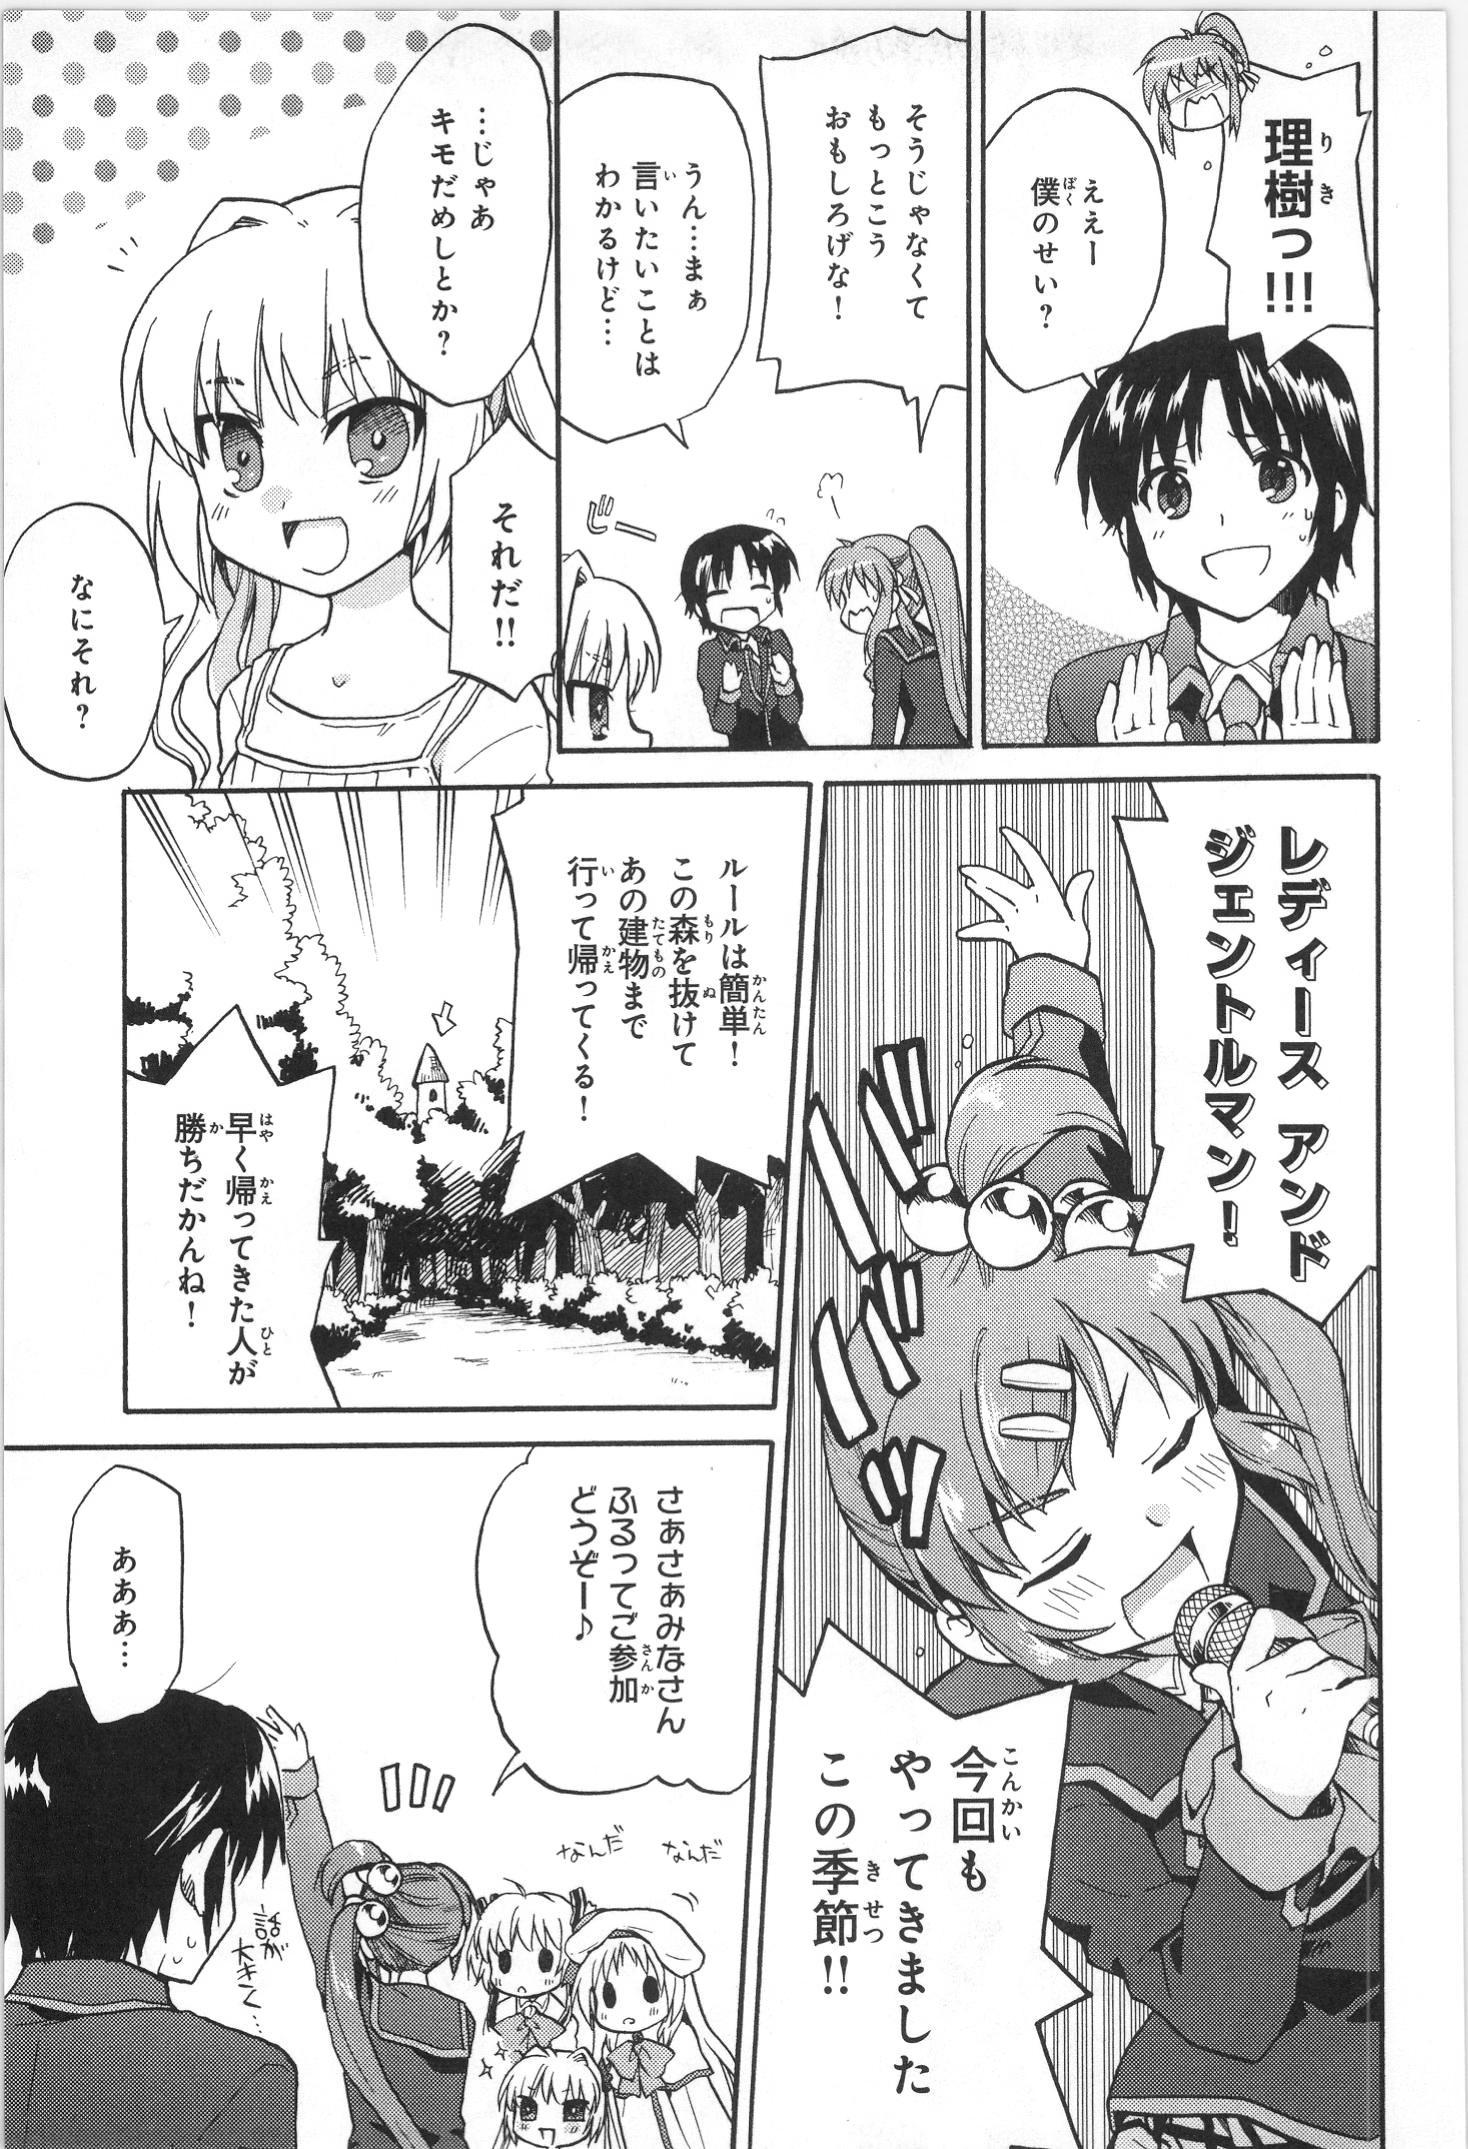 理樹っ!!!
ええー
僕のせい?
そうじゃなくて
もっとこう
おもしろげな!
うん…まぁ
言いたいことは
わかるけど…
ビー
…じゃあ
キモだめしとか?
それだ!!
なにそれ?
レディース アンド
ジェントルマン!
今回も
やってきました
この季節!!
ルールは簡単!
この森を抜けて
あの建物まで
行って帰ってくる!
早く帰ってきた人が
勝ちだかんね!
さぁさぁみなさん
ふるってご参加
どうぞー♪
なんだ
なんだ
あああ…
話が
大きく…